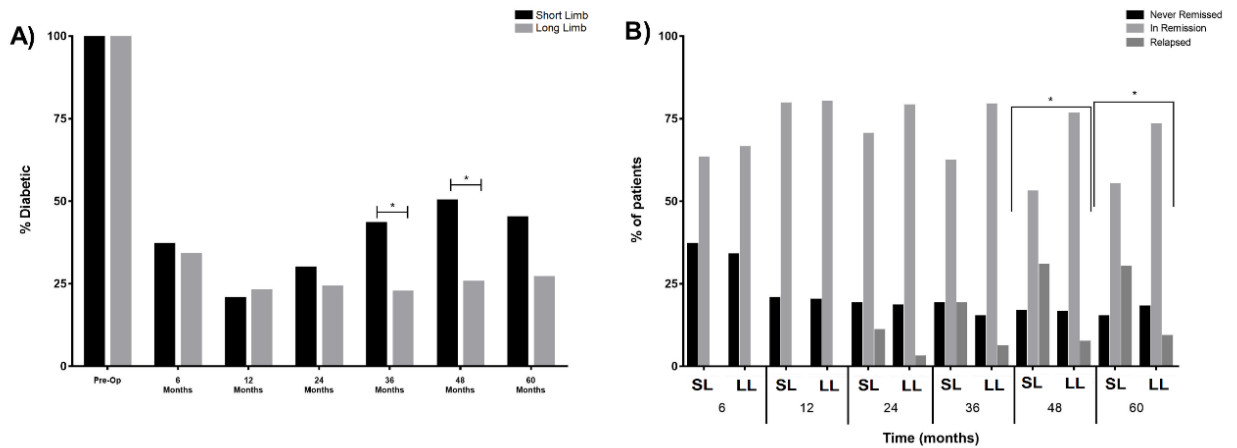 A)
Short Limb
Long Limb
% Diabetic
100
75
50
25
0
*
*
Pre-Op
6
Months
12
Months
24
Months
36
Months
48
Months
60
Months
B)
Never Remissed
In Remission
Relapsed
% of patients
100
75
50
25
0
*
*
SL LL SL LL SL LL SL LL SL LL SL LL
6 12 24 36 48 60
Time (months)